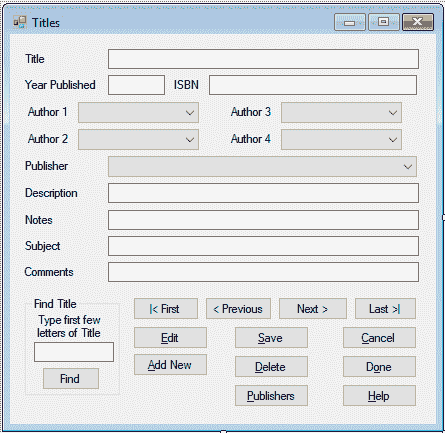 Titles
Title
Year Published ISBN
Author 1 Author 3
Author 2 Author 4
Publisher
Description
Notes
Subject
Comments
Find Title
Type first few
letters of Title
Find
|< First < Previous Next > Last >|
Edit Save Cancel
Add New Delete Done
Publishers Help